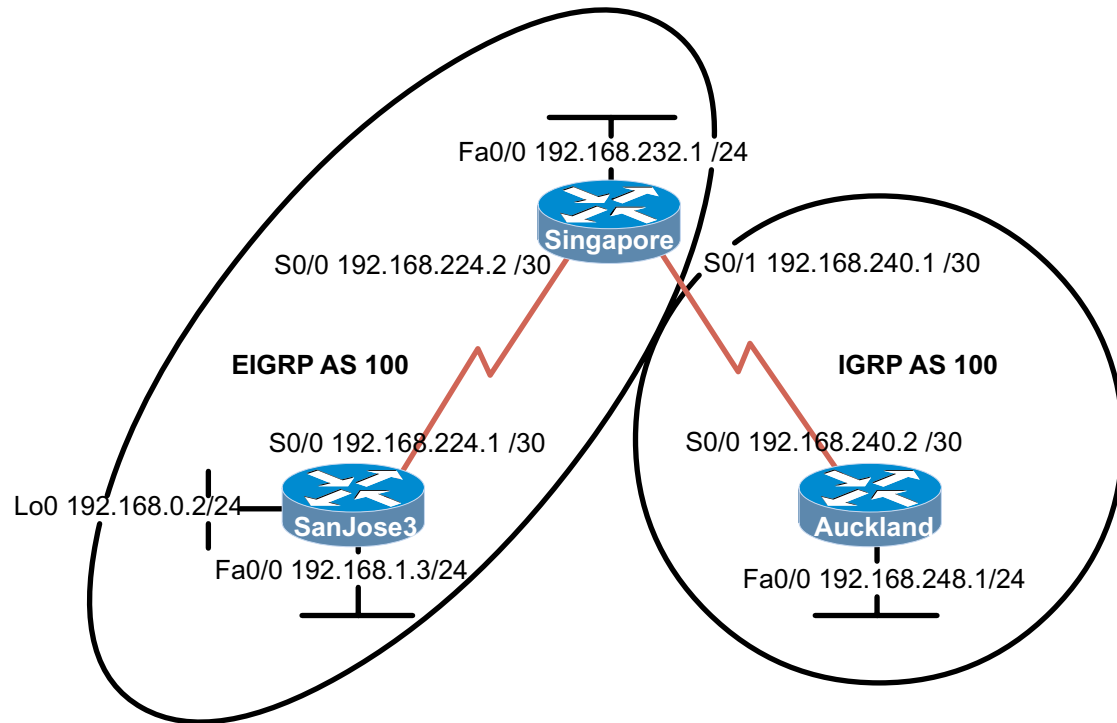 Fa0/0 192.168.232.1 /24
Singapore
S0/0 192.168.224.2 /30
S0/1 192.168.240.1 /30
EIGRP AS 100
IGRP AS 100
S0/0 192.168.224.1 /30
S0/0 192.168.240.2 /30
Lo0 192.168.0.2/24
SanJose3
Auckland
Fa0/0 192.168.1.3/24
Fa0/0 192.168.248.1/24